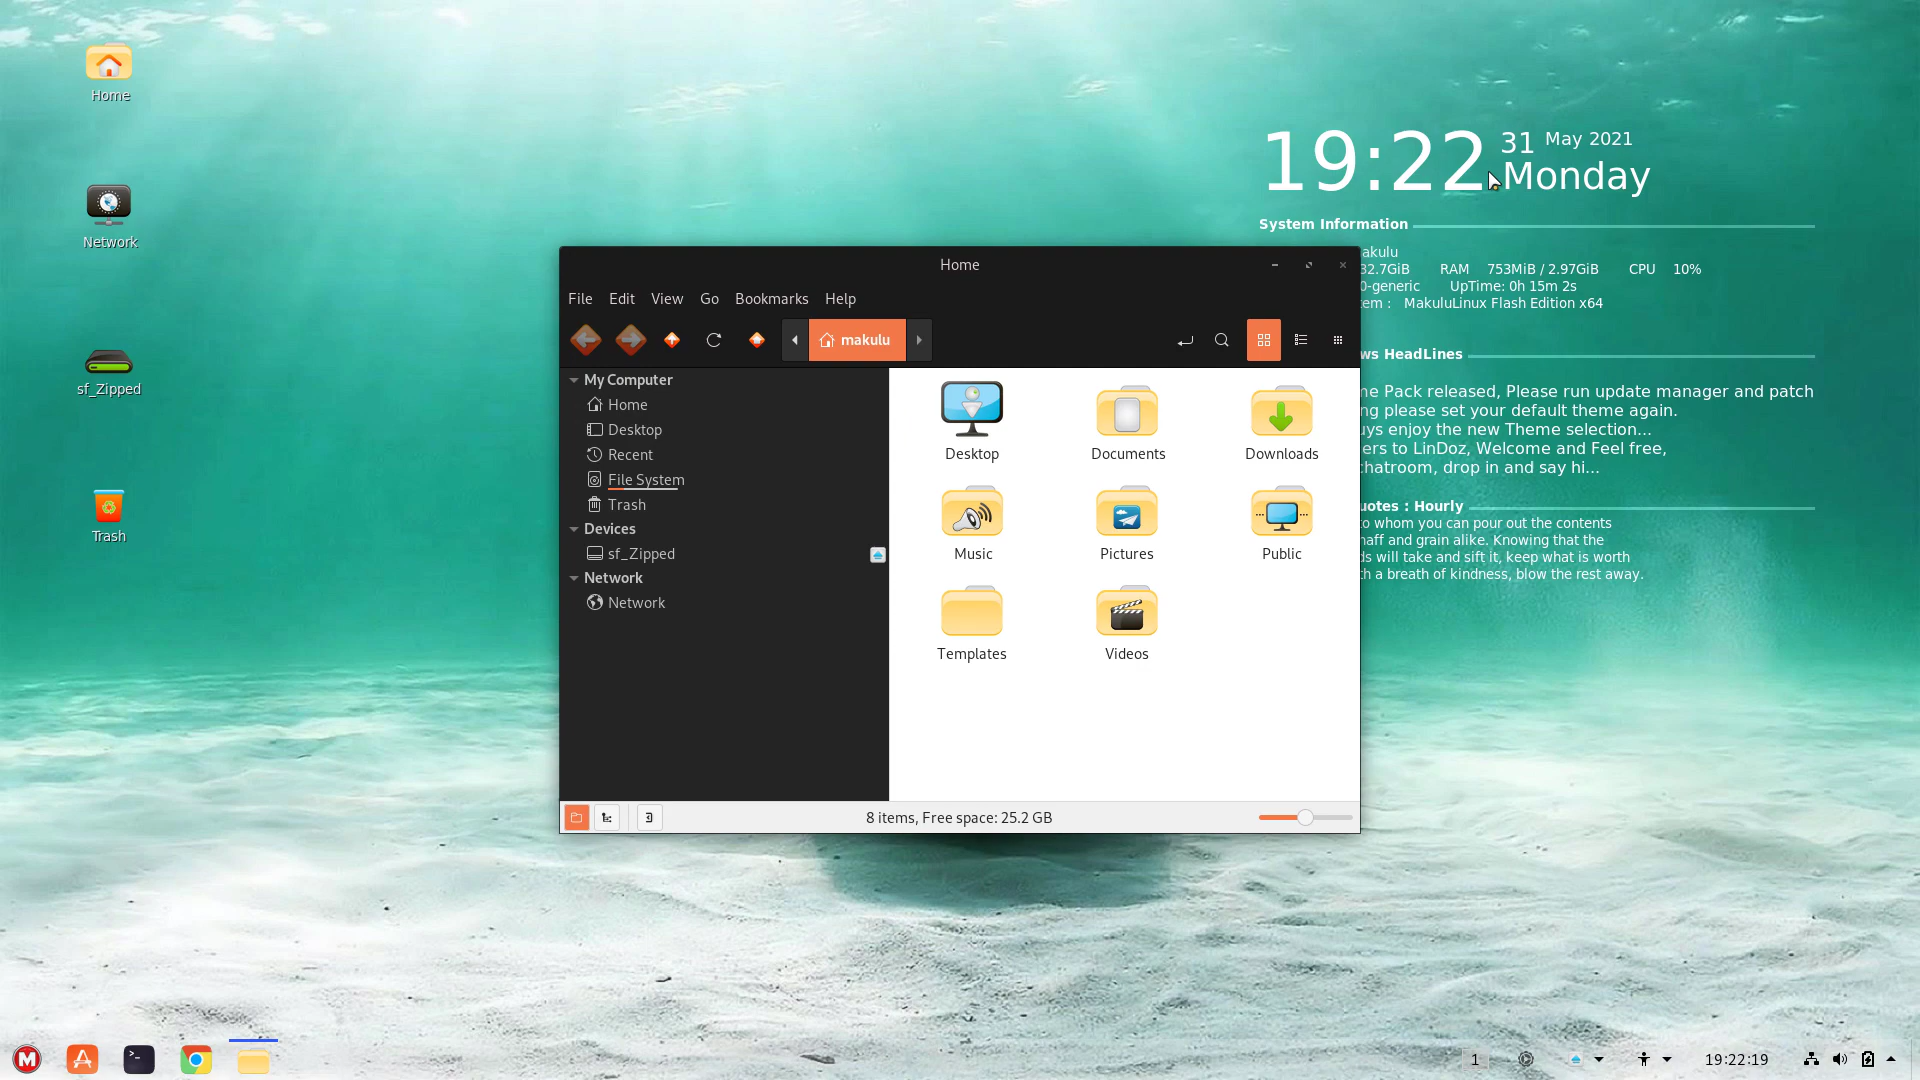 Home
Network
sf_Zipped
Trash
19:22
31 May 2021
Monday
System Information
akulu
32.7GiB RAM 753MiB / 2.97GiB CPU 10%
0-generic UpTime: 0h 15m 2s
em : MakuluLinux Flash Edition x64
ws HeadLines
me Pack released, Please run update manager and patch
ng please set your default theme again.
uys enjoy the new Theme selection...
ers to LinDoz, Welcome and Feel free,
chatroom, drop in and say hi...
uotes : Hourly
to whom you can pour out the contents
haff and grain alike. Knowing that the
ds will take and sift it, keep what is worth
th a breath of kindness, blow the rest away.
Home
File Edit View Go Bookmarks Help
makulu
My Computer
Home
Desktop
Recent
File System
Trash
Devices
sf_Zipped
Network
Network
Desktop Documents Downloads
Music Pictures Public
Templates Videos
8 items, Free space: 25.2 GB
M
1
19:22:19